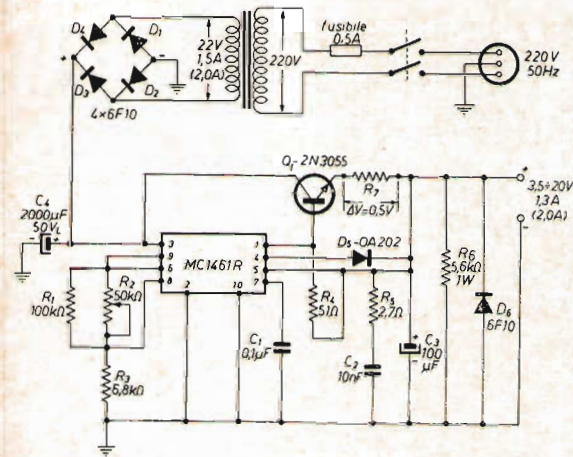 D4
D1
D3
D2
+
-
4×6F10
22V
1,5A
(2,0A)
220V
fusibile
0,5A
220V
50Hz
Q1-2N3055
R7
ΔV=0,5V
+
3,5÷20V
1,3A
(2,0A)
-
C4
2000µF
50VL
-
+
3
9
6
8
MC1461R
2
10
1
4
5
7
D5-OA202
R1
100kΩ
R2
50kΩ
R3
6,8kΩ
C1
0,1µF
R4
51Ω
R5
2,7Ω
C2
10nF
+
C3
100
µF
-
R6
5,6kΩ
1W
D6
6F10